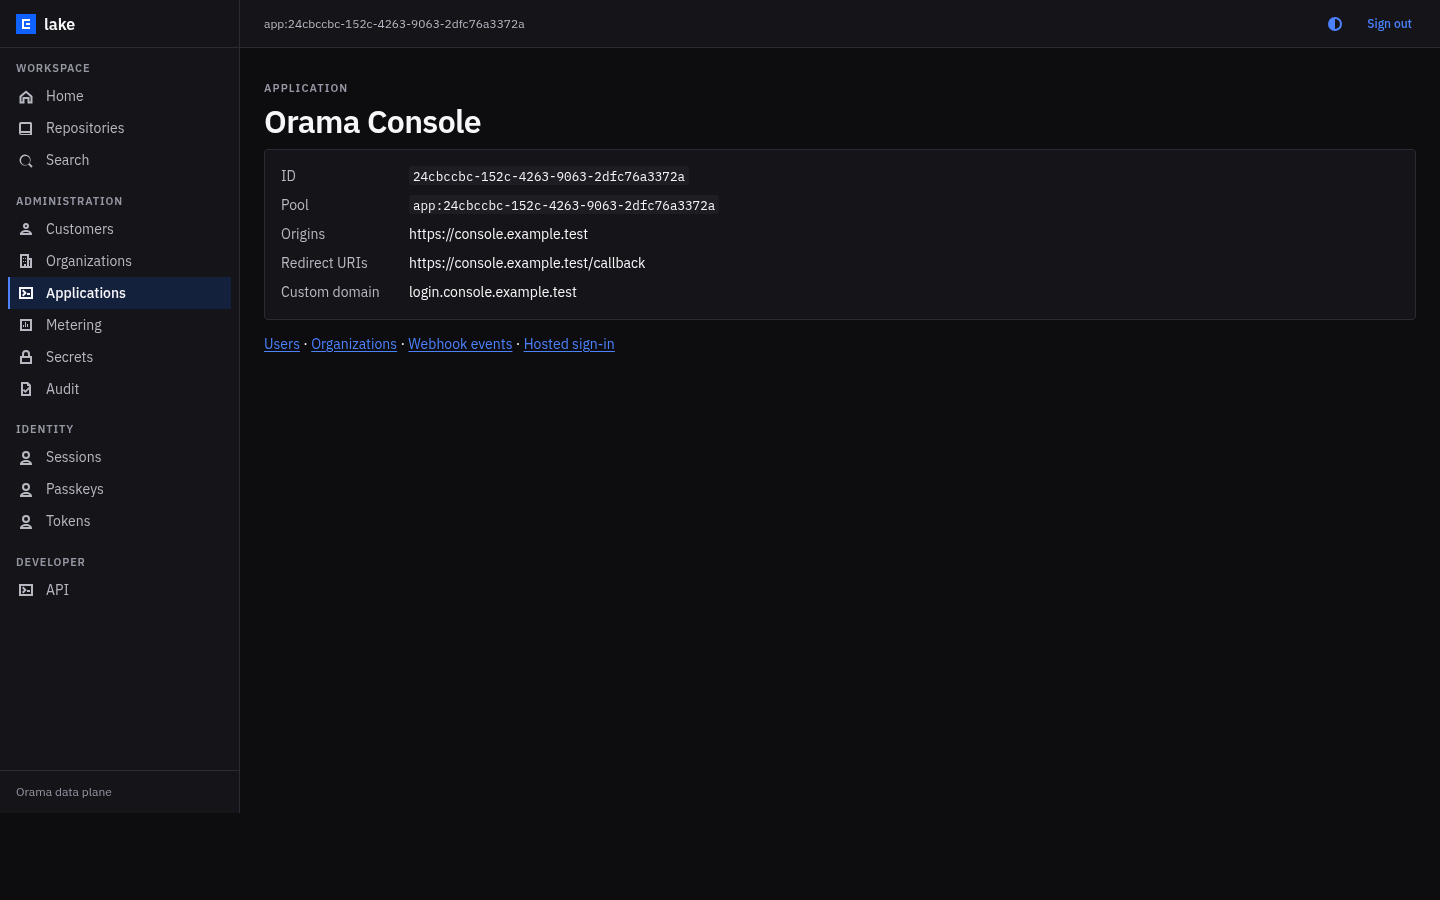 lake
app:24cbccbc-152c-4263-9063-2dfc76a3372a
Sign out
WORKSPACE
Home
Repositories
Search
ADMINISTRATION
Customers
Organizations
Applications
Metering
Secrets
Audit
IDENTITY
Sessions
Passkeys
Tokens
DEVELOPER
API
Orama data plane
APPLICATION
Orama Console
ID 24cbccbc-152c-4263-9063-2dfc76a3372a
Pool app:24cbccbc-152c-4263-9063-2dfc76a3372a
Origins https://console.example.test
Redirect URIs https://console.example.test/callback
Custom domain login.console.example.test
Users · Organizations · Webhook events · Hosted sign-in